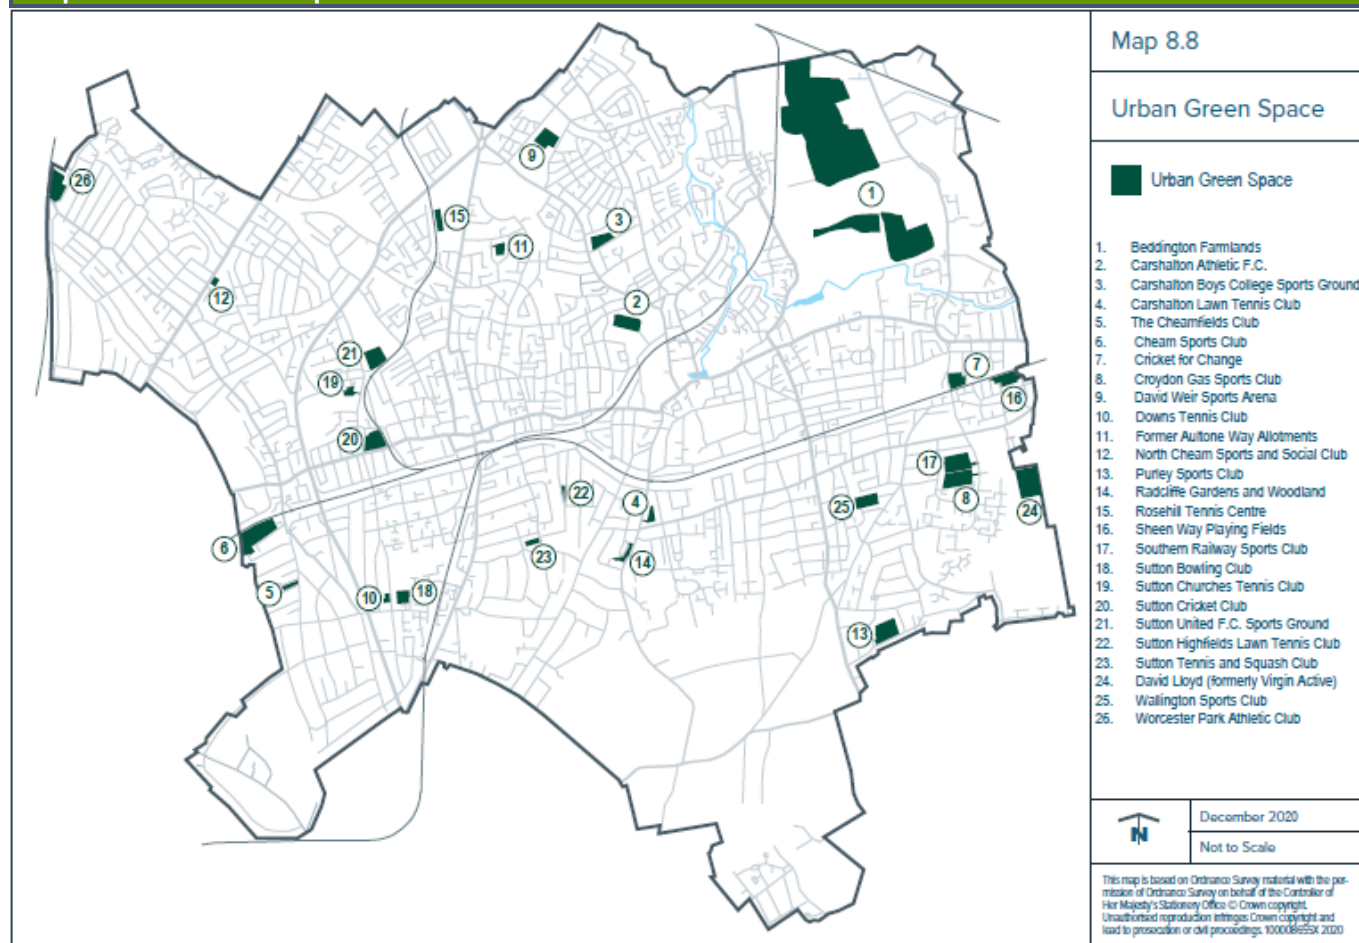 Map 8.8
Urban Green Space
Urban Green Space
1. Beddington Farmlands
2. Carshalton Athletic F.C.
3. Carshalton Boys College Sports Ground
4. Carshalton Lawn Tennis Club
5. The Cheamfields Club
6. Cheam Sports Club
7. Cricket for Change
8. Croydon Gas Sports Club
9. David Weir Sports Arena
10. Downs Tennis Club
11. Former Aultone Way Allotments
12. North Cheam Sports and Social Club
13. Purley Sports Club
14. Radcliffe Gardens and Woodland
15. Rosehill Tennis Centre
16. Sheen Way Playing Fields
17. Southern Railway Sports Club
18. Sutton Bowling Club
19. Sutton Churches Tennis Club
20. Sutton Cricket Club
21. Sutton United F.C. Sports Ground
22. Sutton Highfields Lawn Tennis Club
23. Sutton Tennis and Squash Club
24. David Lloyd (formerly Virgin Active)
25. Wallington Sports Club
26. Worcester Park Athletic Club
N
December 2020
Not to Scale
This map is based on Ordnance Survey material with the per-
mission of Ordnance Survey on behalf of the Controller of
Her Majesty's Stationery Office © Crown copyright.
Unauthorised reproduction infringes Crown copyright and
lead to prosecution or civil proceedings. 2020
9
26
1
15
3
11
12
2
21
7
19
16
20
17
22
8
4
25
24
6
23
14
5
10
18
13